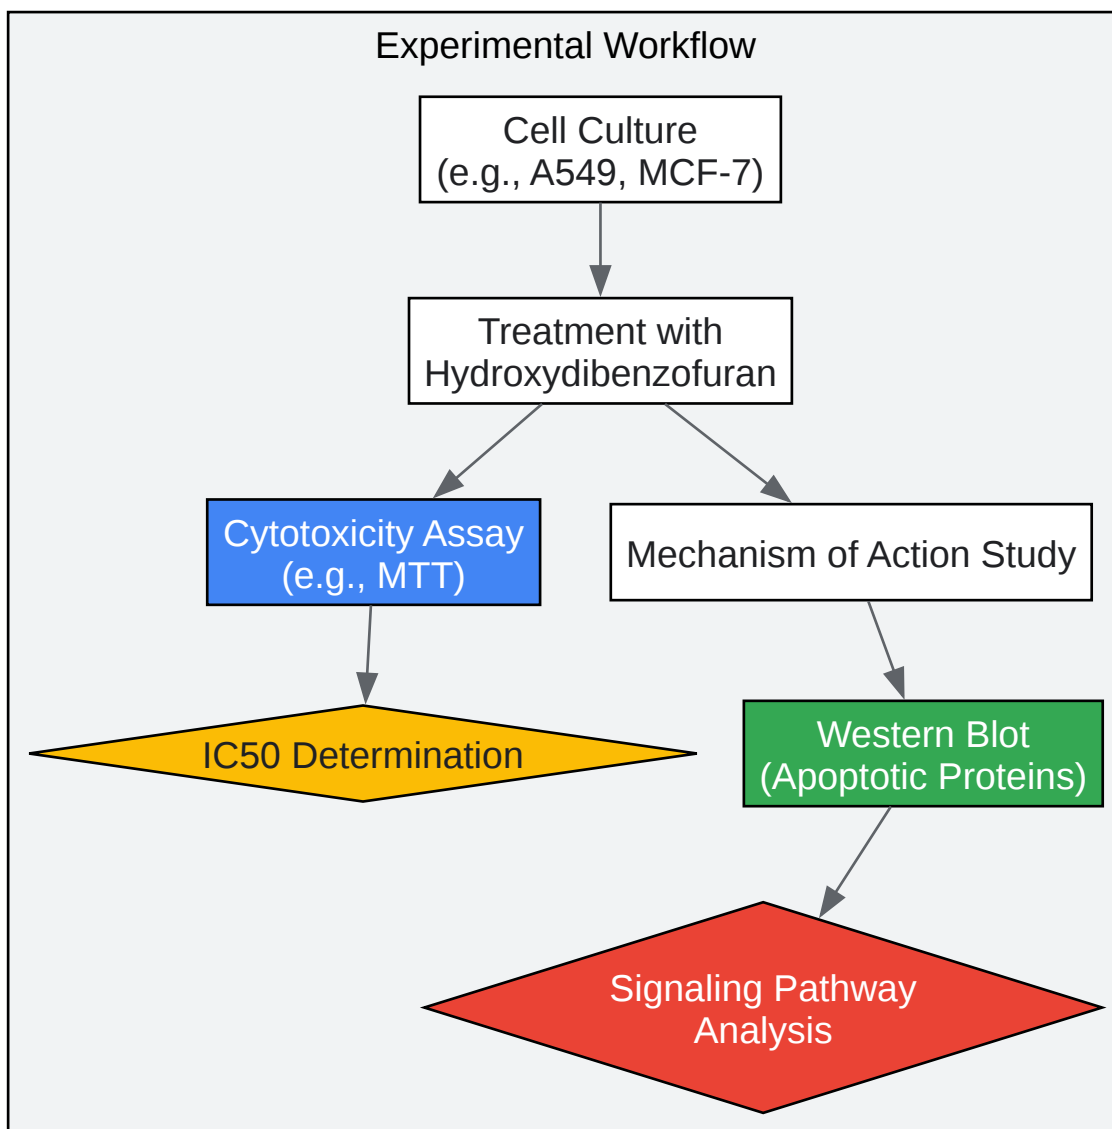 Experimental Workflow
Cell Culture
(e.g., A549, MCF-7)
Treatment with
Hydroxydibenzofuran
Cytotoxicity Assay
(e.g., MTT)
Mechanism of Action Study
IC50 Determination
Western Blot
(Apoptotic Proteins)
Signaling Pathway
Analysis